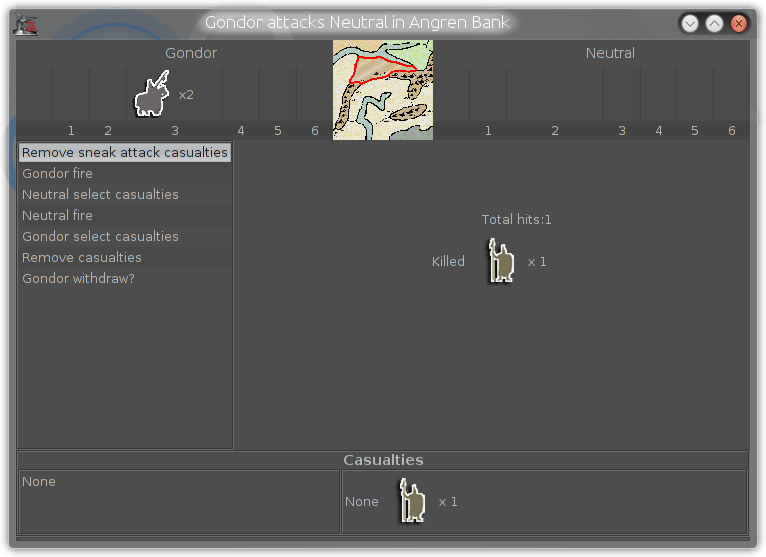 Gondor attacks Neutral in Angren Bank
Gondor
Neutral
x2
1 2 3 4 5 6
1 2 3 4 5 6
Remove sneak attack casualties
Gondor fire
Neutral select casualties
Neutral fire
Gondor select casualties
Remove casualties
Gondor withdraw?
Total hits:1
Killed x 1
Casualties
None
None x 1